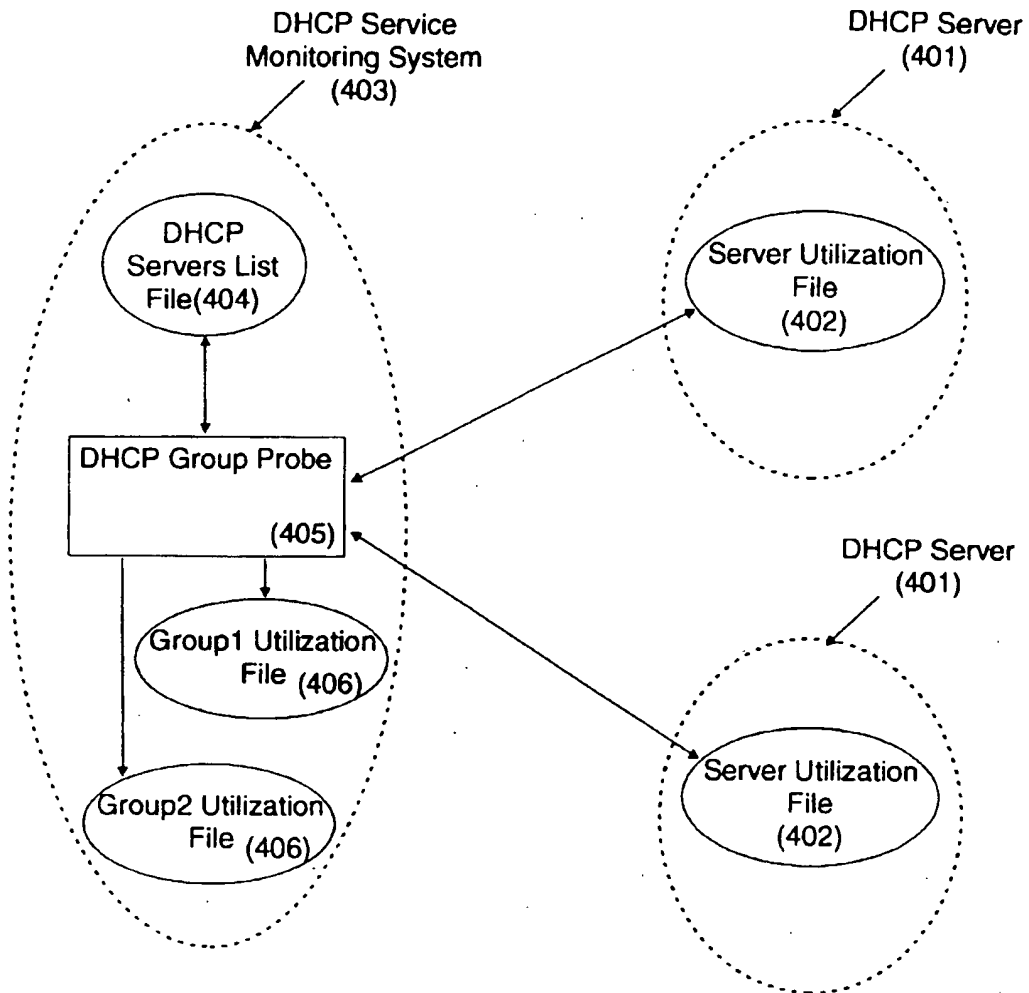 DHCP Service
Monitoring System
(403)
DHCP Server
(401)
DHCP
Servers List
File(404)
Server Utilization
File
(402)
DHCP Group Probe
(405)
DHCP Server
(401)
Group1 Utilization
File (406)
Server Utilization
File
(402)
Group2 Utilization
File (406)